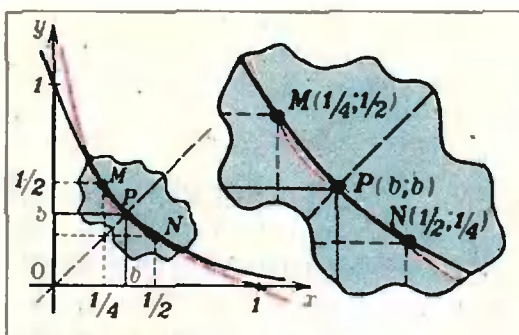 y
1
M(1/4;1/2)
1/2
M
P
P(b;b)
b
N
N(1/2;1/4)
0
b
1/4
1/2
1
x